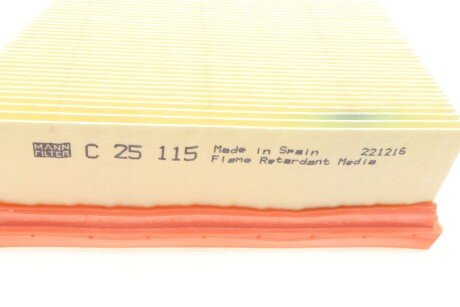 MANN FILTER C 25 115 Made in Spain 221216
Flame Retardant Media